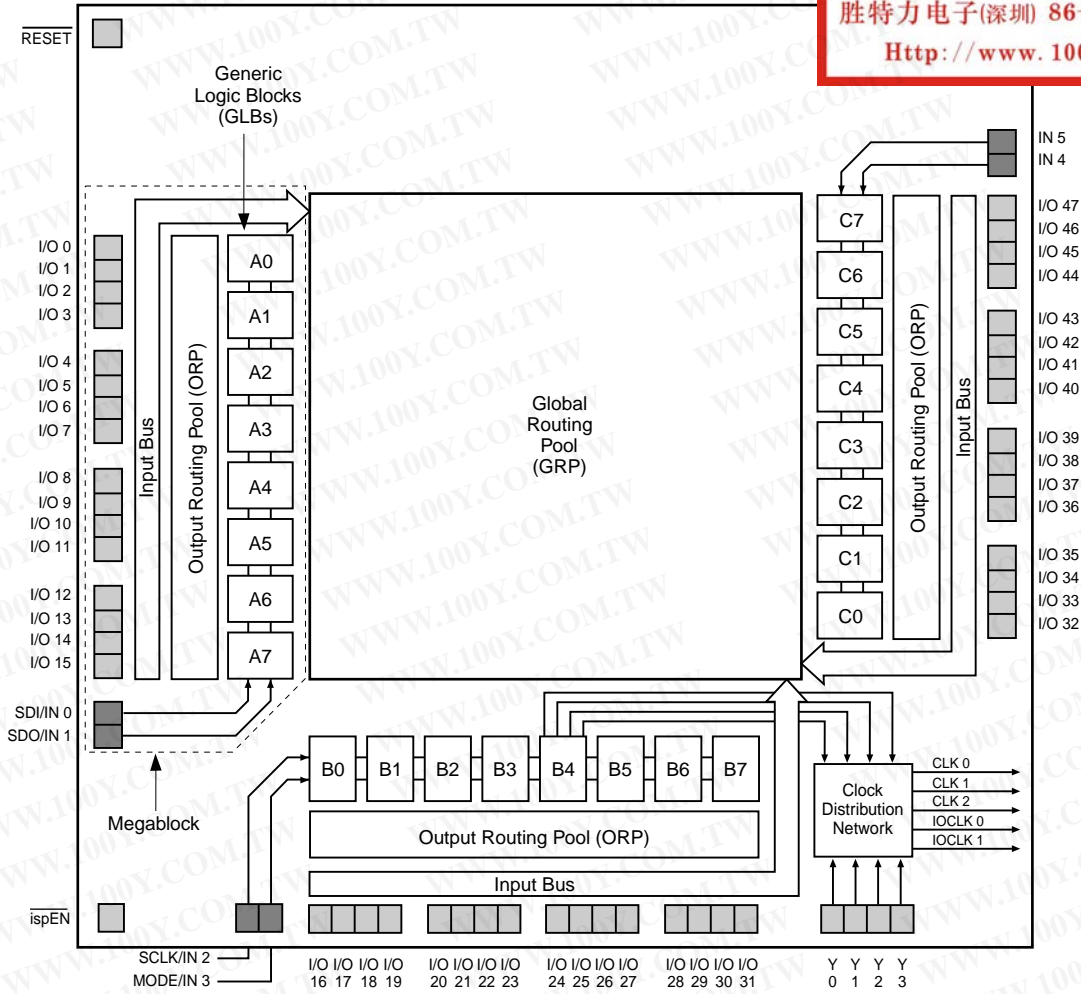 胜特力电子(深圳) 86
Http://www. 100
RESET
Generic
Logic Blocks
(GLBs)
IN 5
IN 4
I/O 47
I/O 46
I/O 45
I/O 44
I/O 43
I/O 42
I/O 41
I/O 40
I/O 39
I/O 38
I/O 37
I/O 36
I/O 35
I/O 34
I/O 33
I/O 32
I/O 0
I/O 1
I/O 2
I/O 3
I/O 4
I/O 5
I/O 6
I/O 7
I/O 8
I/O 9
I/O 10
I/O 11
I/O 12
I/O 13
I/O 14
I/O 15
SDI/IN 0
SDO/IN 1
Input Bus
Output Routing Pool (ORP)
A0
A1
A2
A3
A4
A5
A6
A7
Global
Routing
Pool
(GRP)
C7
C6
C5
C4
C3
C2
C1
C0
Output Routing Pool (ORP)
Input Bus
Megablock
B0 B1 B2 B3 B4 B5 B6 B7
Output Routing Pool (ORP)
Input Bus
Clock
Distribution
Network
CLK 0
CLK 1
CLK 2
IOCLK 0
IOCLK 1
ispEN
SCLK/IN 2
MODE/IN 3
I/O I/O I/O I/O I/O I/O I/O I/O I/O I/O I/O I/O I/O I/O I/O I/O Y Y Y Y
16 17 18 19 20 21 22 23 24 25 26 27 28 29 30 31 0 1 2 3
WWW.100Y.COM.TW